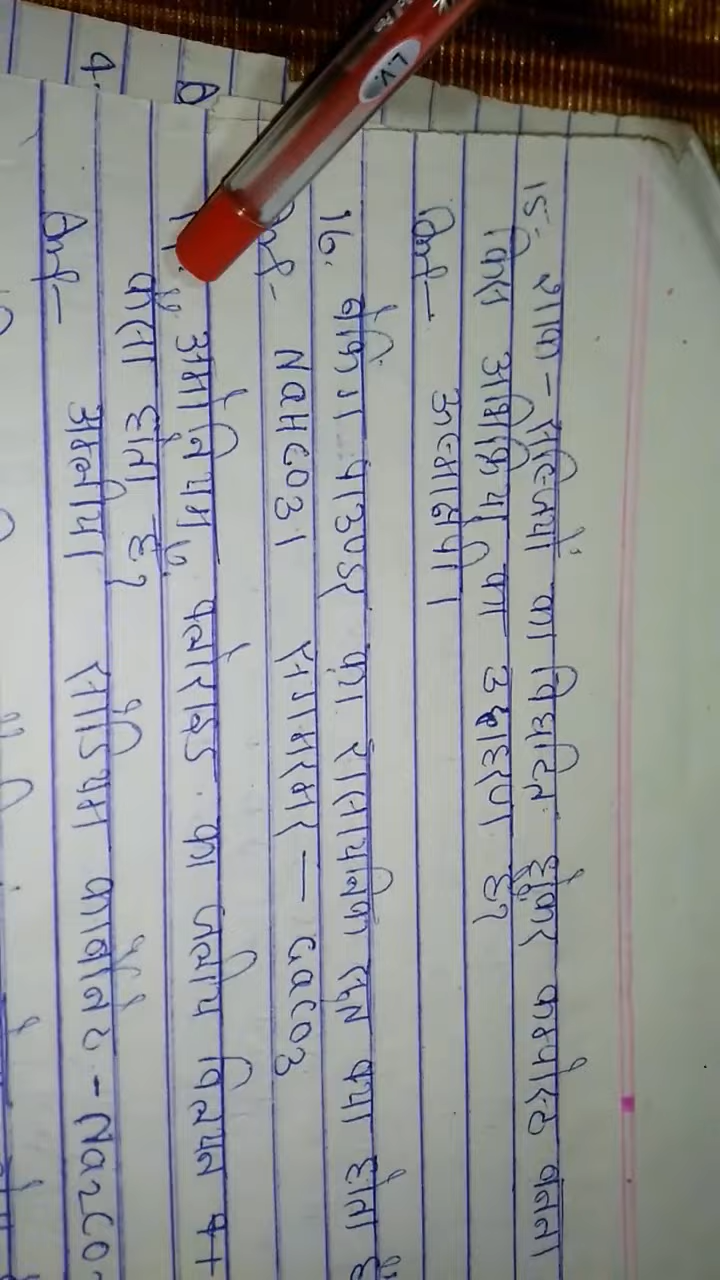 15. शाक-सब्जियों का विघटित होकर कम्पोस्ट बनना
किस अभिक्रिया का उदाहरण है?
Ans- ऊष्माक्षेपी।
16. बेकिंग पाउडर का रासायनिक सूत्र क्या होता है
Ans- NaHCO3। संगमरमर - CaCO3
"अमोनियम" क्लोराइड का जलीय विलयन
कैसा होता है?
Ans- अम्लीय। सोडियम कार्बोनेट - Na2CO
L.V.